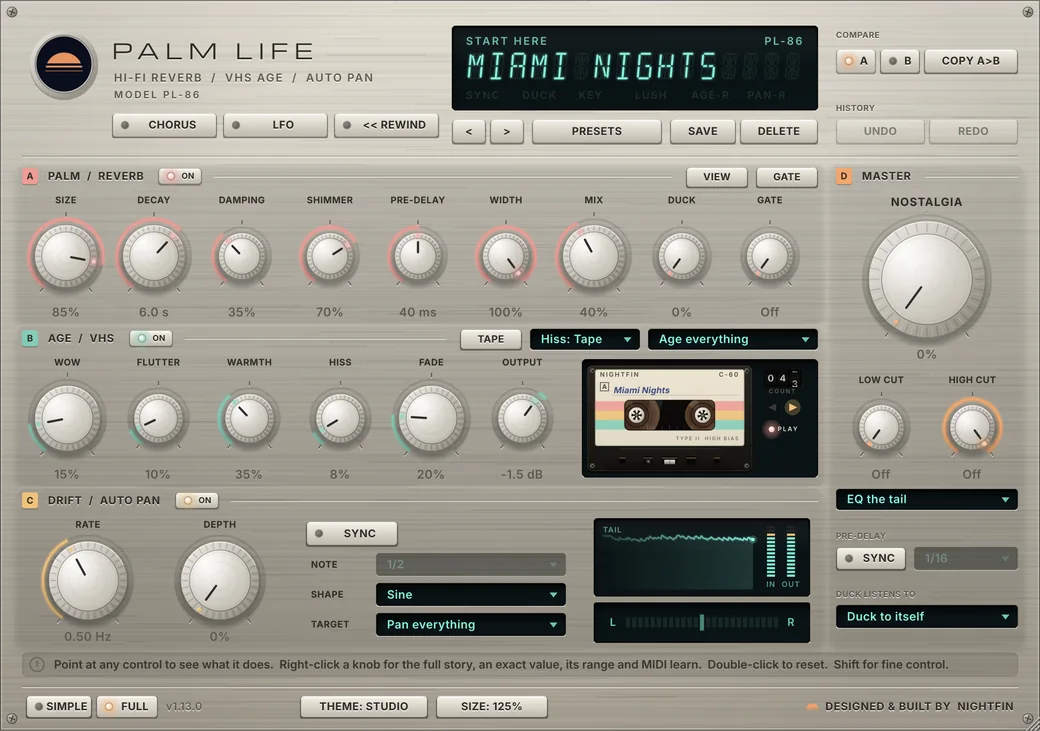 PALM LIFE
HI-FI REVERB / VHS AGE / AUTO PAN
MODEL PL-86
CHORUS LFO << REWIND
START HERE PL-86
MIAMI NIGHTS
SYNC DUCK KEY LUSH AGE-R PAN-R
< > PRESETS SAVE DELETE
COMPARE
A B COPY A>B
HISTORY
UNDO REDO
A PALM / REVERB ON VIEW GATE
SIZE DECAY DAMPING SHIMMER PRE-DELAY WIDTH MIX DUCK GATE
85% 6.0 s 35% 70% 40 ms 100% 40% 0% Off
D MASTER
NOSTALGIA
0%
LOW CUT HIGH CUT
Off Off
EQ the tail
PRE-DELAY
SYNC 1/16
DUCK LISTENS TO
Duck to itself
B AGE / VHS ON TAPE Hiss: Tape Age everything
WOW FLUTTER WARMTH HISS FADE OUTPUT
15% 10% 35% 8% 20% -1.5 dB
NIGHTFIN C-60
A Miami Nights
TYPE II HIGH BIAS
0 4 3
COUNT
PLAY
C DRIFT / AUTO PAN ON
RATE DEPTH
0.50 Hz 0%
SYNC
NOTE 1/2
SHAPE Sine
TARGET Pan everything
TAIL
IN OUT
L R
? Point at any control to see what it does. Right-click a knob for the full story, an exact value, its range and MIDI learn. Double-click to reset. Shift for fine control.
SIMPLE FULL v1.13.0 THEME: STUDIO SIZE: 125% DESIGNED & BUILT BY NIGHTFIN